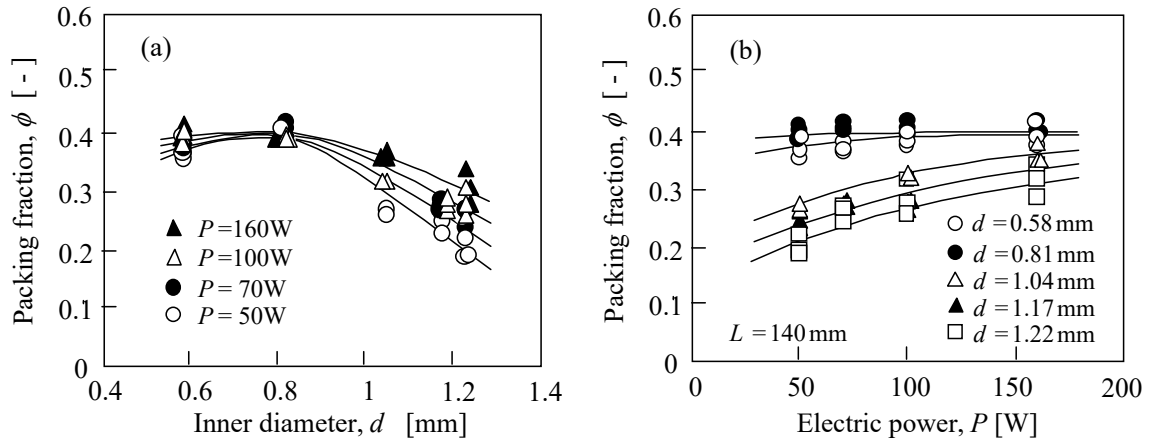 (a)
0.6
0.5
0.4
0.3
0.2
0.1
0
Packing fraction, ϕ [ - ]
P = 160W
P = 100W
P = 70W
P = 50W
0.4 0.6 0.8 1 1.2 1.4
Inner diameter, d [mm]
(b)
0.6
0.5
0.4
0.3
0.2
0.1
0
Packing fraction, ϕ [ - ]
d = 0.58 mm
d = 0.81 mm
d = 1.04 mm
d = 1.17 mm
d = 1.22 mm
L = 140 mm
0 50 100 150 200
Electric power, P [W]